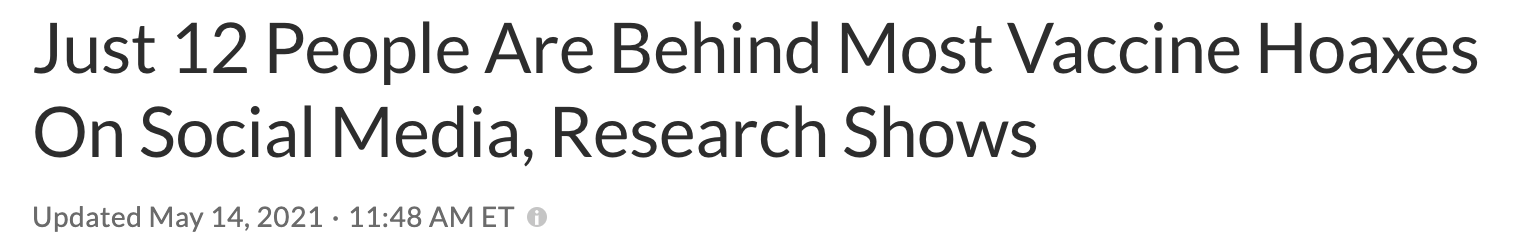 Just 12 People Are Behind Most Vaccine Hoaxes
On Social Media, Research Shows
Updated May 14, 2021 · 11:48 AM ET